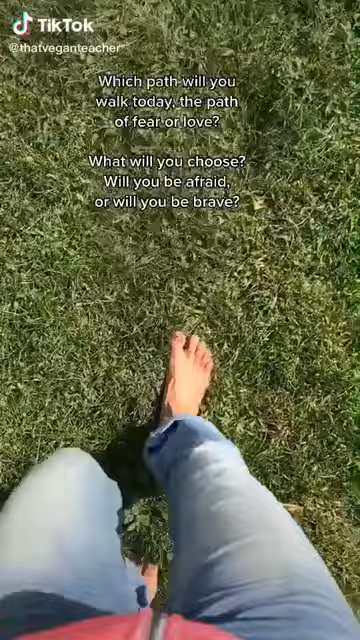 TikTok
@thatveganteacher
Which path will you
walk today, the path
of fear or love?
What will you choose?
Will you be afraid,
or will you be brave?